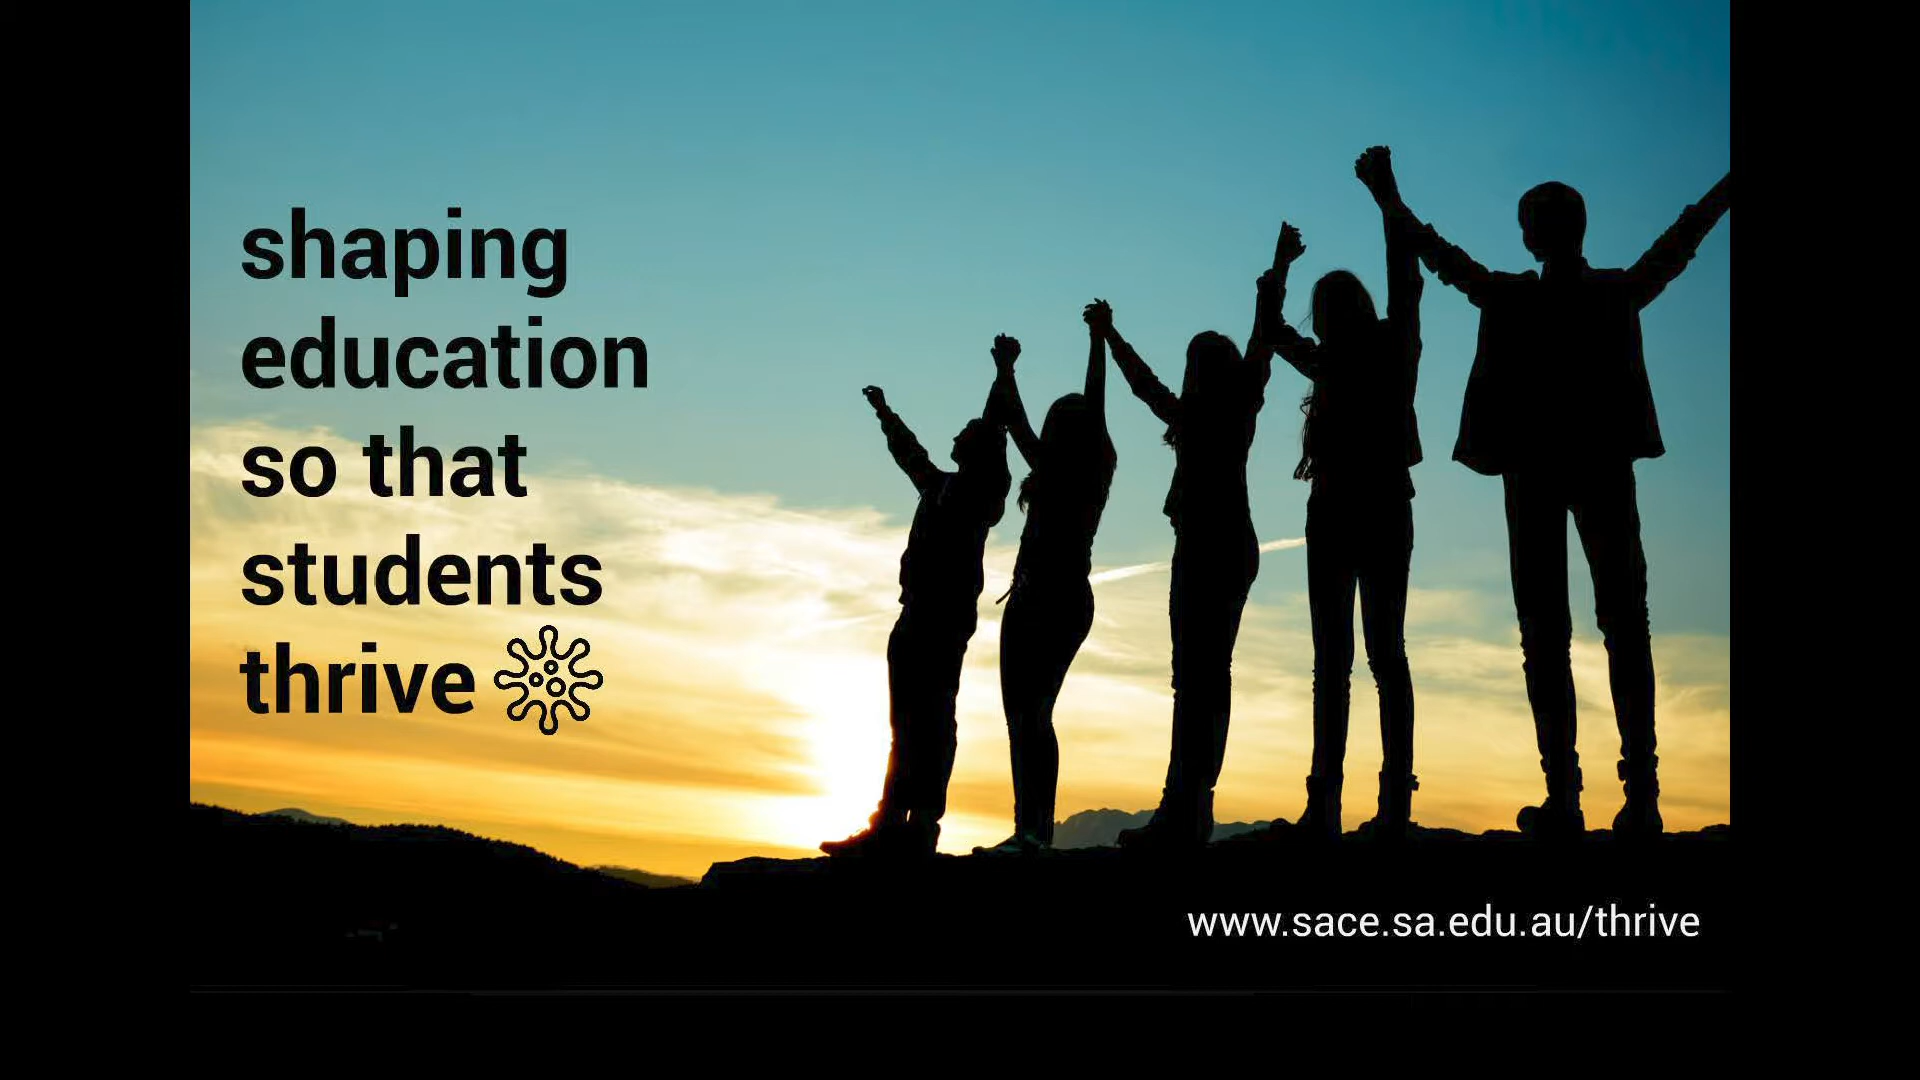 shaping
education
so that
students
thrive
www.sace.sa.edu.au/thrive